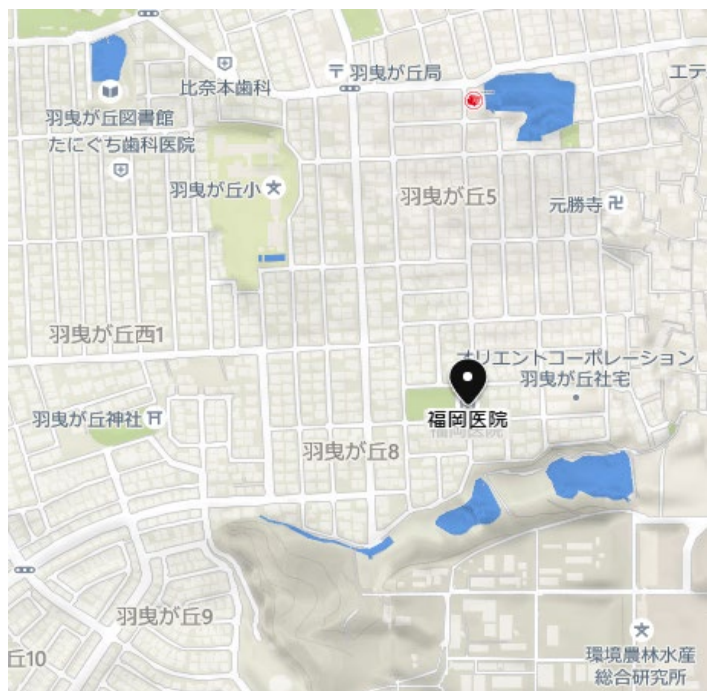 比奈本歯科
羽曳が丘局
エテ
羽曳が丘図書館
たにぐち歯科医院
羽曳が丘小
羽曳が丘5
元勝寺
羽曳が丘西1
オリエントコーポレーション
羽曳が丘社宅
羽曳が丘神社
福岡医院
福岡医院
羽曳が丘8
羽曳が丘9
丘10
環境農林水産
総合研究所